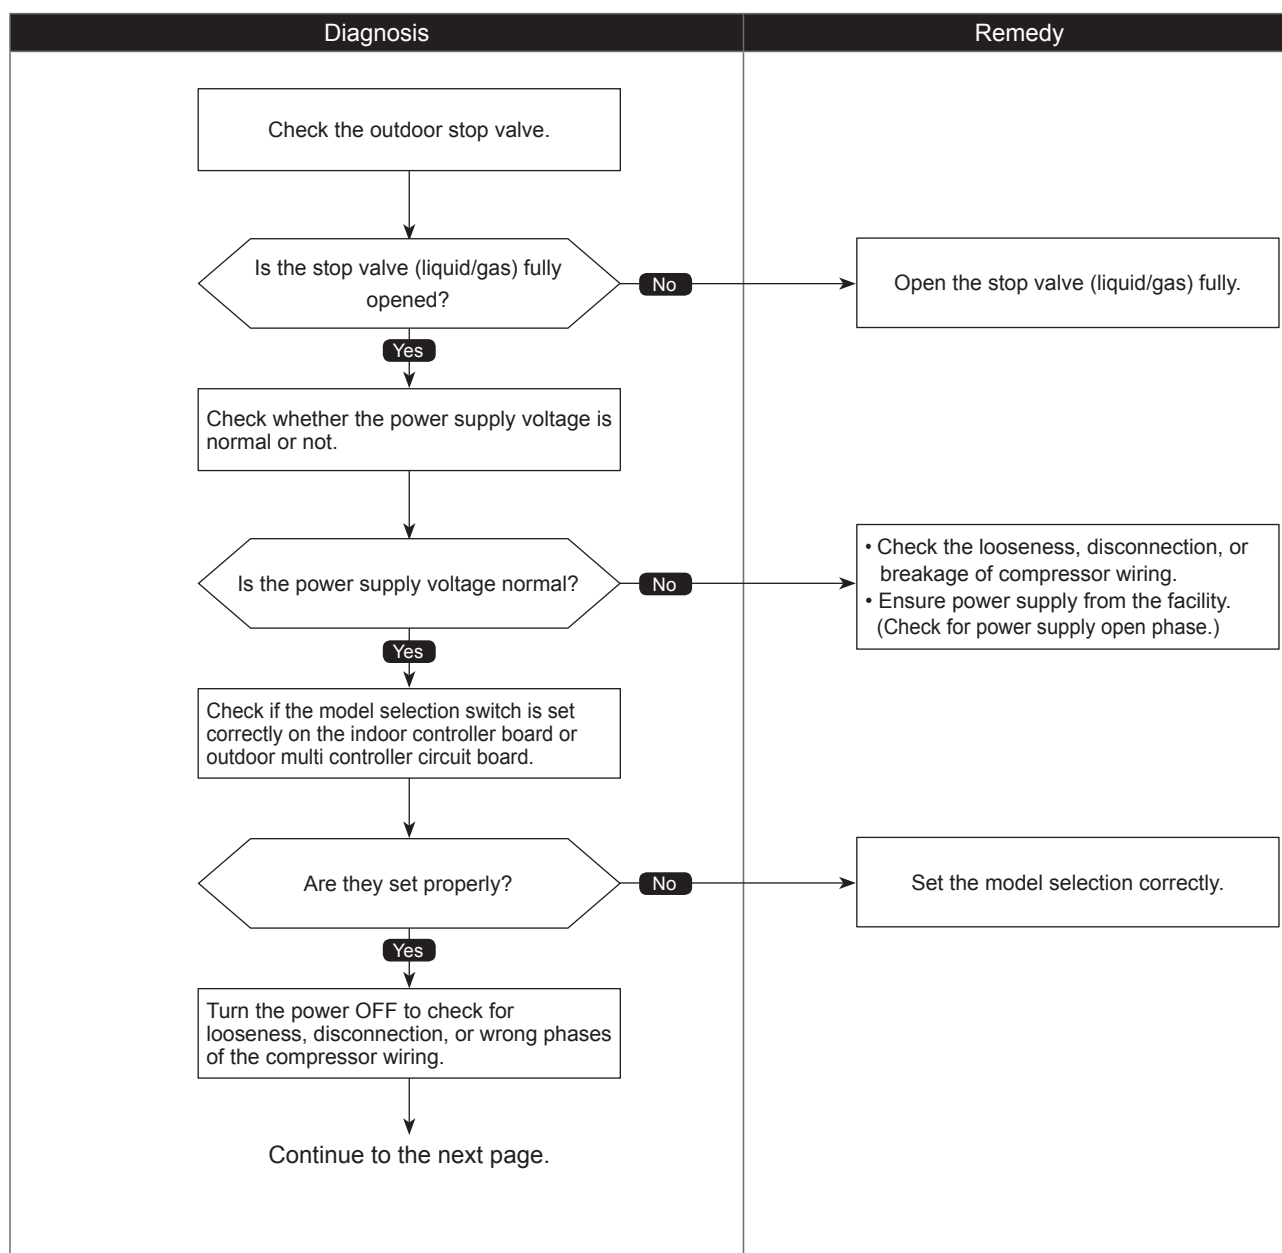 Diagnosis
Remedy
Check the outdoor stop valve.
Is the stop valve (liquid/gas) fully
opened?
No
Open the stop valve (liquid/gas) fully.
Yes
Check whether the power supply voltage is
normal or not.
Is the power supply voltage normal?
No
• Check the looseness, disconnection, or
breakage of compressor wiring.
• Ensure power supply from the facility.
(Check for power supply open phase.)
Yes
Check if the model selection switch is set
correctly on the indoor controller board or
outdoor multi controller circuit board.
Are they set properly?
No
Set the model selection correctly.
Yes
Turn the power OFF to check for
looseness, disconnection, or wrong phases
of the compressor wiring.
Continue to the next page.